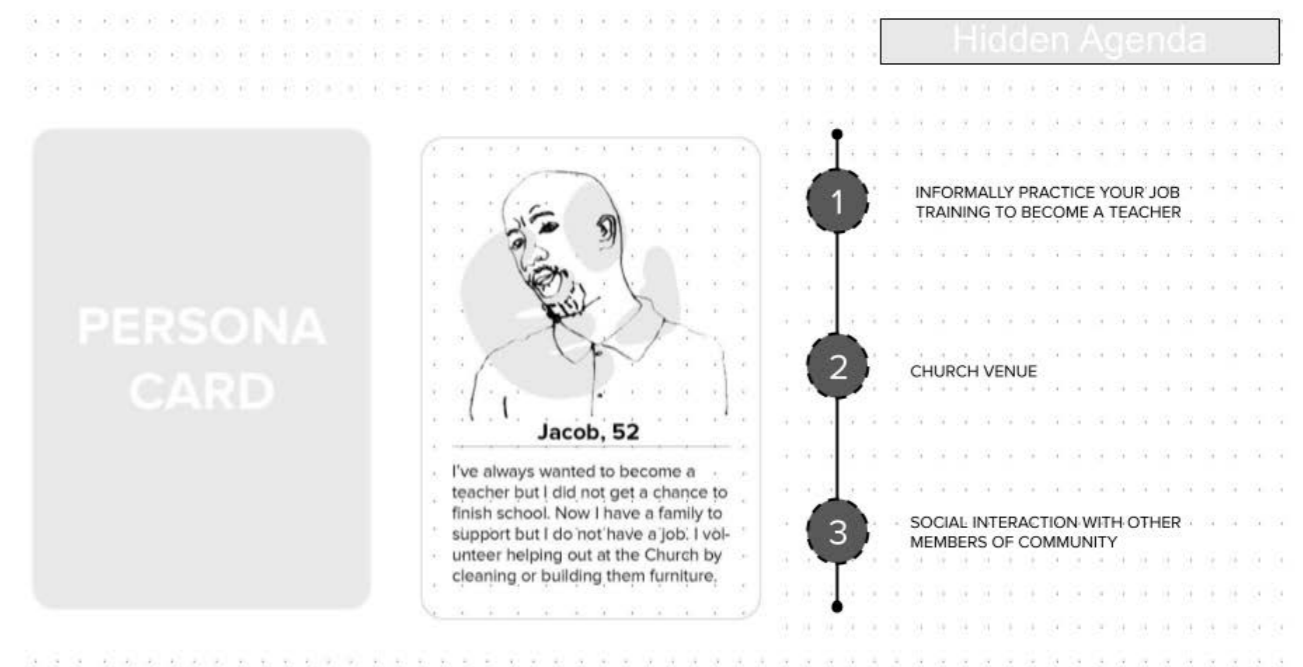 Hidden Agenda
PERSONA
CARD
Jacob, 52
I've always wanted to become a
teacher but I did not get a chance to
finish school. Now I have a family to
support but I do not have a job. I vol-
unteer helping out at the Church by
cleaning or building them furniture.
1
INFORMALLY PRACTICE YOUR JOB
TRAINING TO BECOME A TEACHER
2
CHURCH VENUE
3
SOCIAL INTERACTION WITH OTHER
MEMBERS OF COMMUNITY